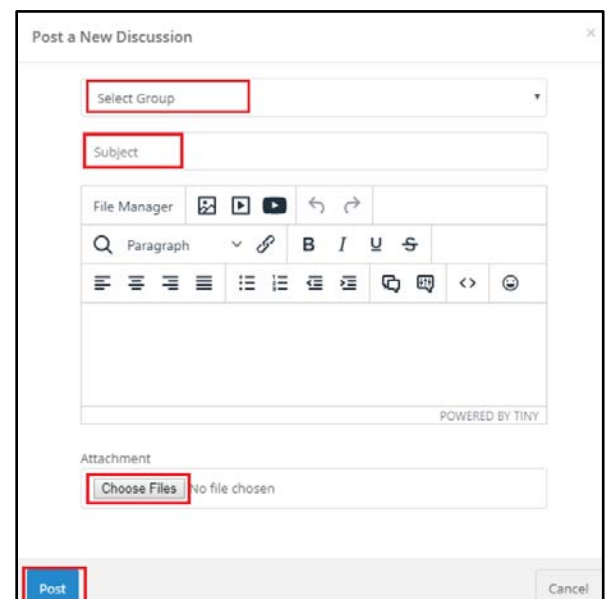 Post a New Discussion ×
Select Group
Subject
File Manager
Paragraph B I U S
POWERED BY TINY
Attachment
Choose Files No file chosen
Post Cancel